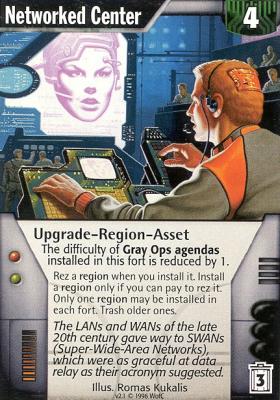 Networked Center
4
Upgrade-Region-Asset
The difficulty of Gray Ops agendas
installed in this fort is reduced by 1.
Rez a region when you install it. Install
a region only if you can pay to rez it.
Only one region may be installed in
each fort. Trash older ones.
The LANs and WANs of the late
20th century gave way to SWANs
(Super-Wide-Area Networks),
which were as graceful at data
relay as their acronym suggested.
Illus. Romas Kukalis
v2.1 © 1996 WotC
3